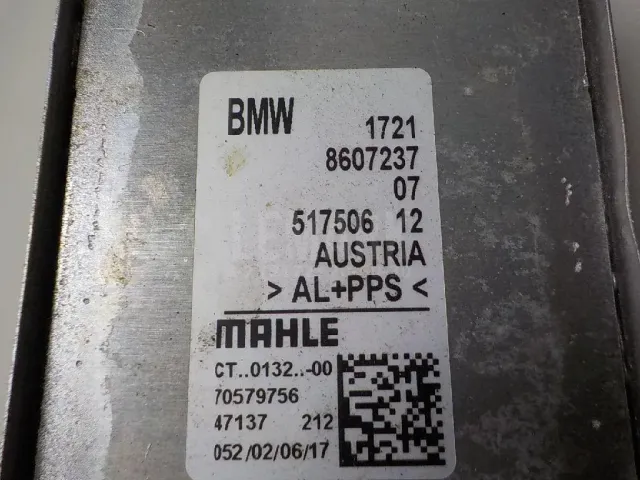 BMW 1721
8607237
07
517506 12
AUSTRIA
>AL+PPS<
MAHLE
CT..0132..-00
70579756
47137 212
052/02/06/17